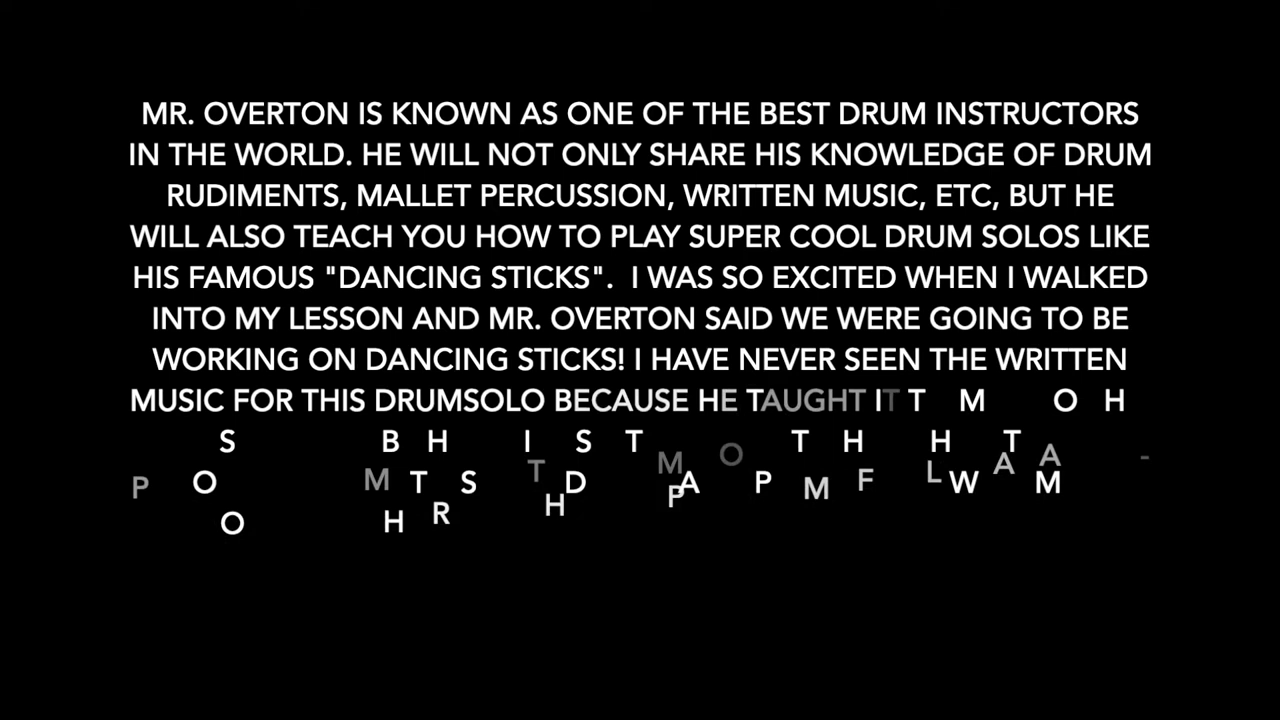 MR. OVERTON IS KNOWN AS ONE OF THE BEST DRUM INSTRUCTORS
IN THE WORLD. HE WILL NOT ONLY SHARE HIS KNOWLEDGE OF DRUM
RUDIMENTS, MALLET PERCUSSION, WRITTEN MUSIC, ETC, BUT HE
WILL ALSO TEACH YOU HOW TO PLAY SUPER COOL DRUM SOLOS LIKE
HIS FAMOUS "DANCING STICKS". I WAS SO EXCITED WHEN I WALKED
INTO MY LESSON AND MR. OVERTON SAID WE WERE GOING TO BE
WORKING ON DANCING STICKS! I HAVE NEVER SEEN THE WRITTEN
MUSIC FOR THIS DRUMSOLO BECAUSE HE TAUGHT IT